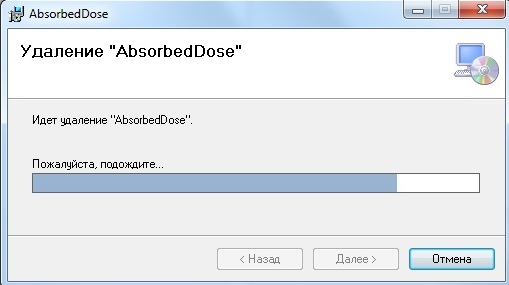 AbsorbedDose
Удаление "AbsorbedDose"
Идет удаление "AbsorbedDose".
Пожалуйста, подождите...
< Назад
Далее >
Отмена